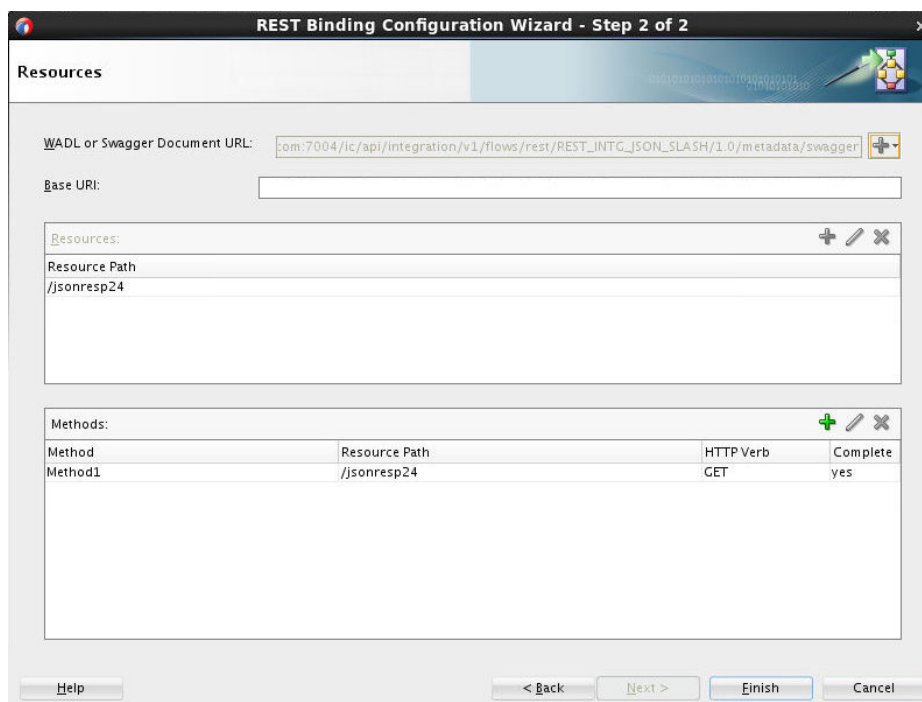 REST Binding Configuration Wizard - Step 2 of 2
Resources
WADL or Swagger Document URL: :com:7004/ic/api/integration/v1/flows/rest/REST_INTG_JSON_SLASH/1.0/metadata/swagger
Base URI:
Resources:
Resource Path
/jsonresp24
Methods:
Method Resource Path HTTP Verb Complete
Method1 /jsonresp24 GET yes
Help < Back Next > Finish Cancel